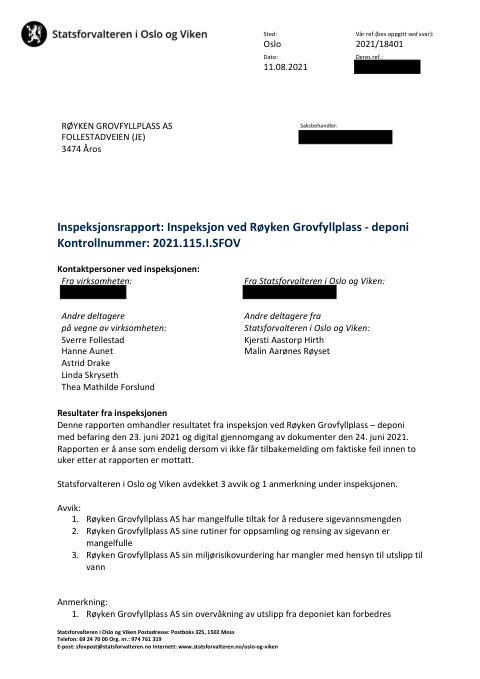 Statsforvalteren i Oslo og Viken
Sted:
Oslo
Dato:
11.08.2021
Vår ref.(bes oppgitt ved svar):
2021/18401
Deres ref.:
RØYKEN GROVFYLLPLASS AS
FOLLESTADVEIEN (JE)
3474 Åros
Saksbehandler:
Inspeksjonsrapport: Inspeksjon ved Røyken Grovfyllplass - deponi
Kontrollnummer: 2021.115.I.SFOV
Kontaktpersoner ved inspeksjonen:
Fra virksomheten:
Fra Statsforvalteren i Oslo og Viken:
Andre deltagere
på vegne av virksomheten:
Sverre Follestad
Hanne Aunet
Astrid Drake
Linda Skryseth
Thea Mathilde Forslund
Andre deltagere fra
Statsforvalteren i Oslo og Viken:
Kjersti Aastorp Hirth
Malin Aarønes Røyset
Resultater fra inspeksjonen
Denne rapporten omhandler resultatet fra inspeksjon ved Røyken Grovfyllplass – deponi
med befaring den 23. juni 2021 og digital gjennomgang av dokumenter den 24. juni 2021.
Rapporten er å anse som endelig dersom vi ikke får tilbakemelding om faktiske feil innen to
uker etter at rapporten er mottatt.
Statsforvalteren i Oslo og Viken avdekket 3 avvik og 1 anmerkning under inspeksjonen.
Avvik:
1. Røyken Grovfyllplass AS har mangelfulle tiltak for å redusere sigevannsmengden
2. Røyken Grovfyllplass AS sine rutiner for oppsamling og rensing av sigevann er
mangelfulle
3. Røyken Grovfyllplass AS sin miljørisikovurdering har mangler med hensyn til utslipp til
vann
Anmerkning:
1. Røyken Grovfyllplass AS sin overvåkning av utslipp fra deponiet kan forbedres
Statsforvalteren i Oslo og Viken Postadresse: Postboks 325, 1502 Moss
Telefon: 69 24 70 00 Org. nr.: 974 761 319
E-post: sfovpost@statsforvalteren.no Internett: www.statsforvalteren.no/oslo-og-viken